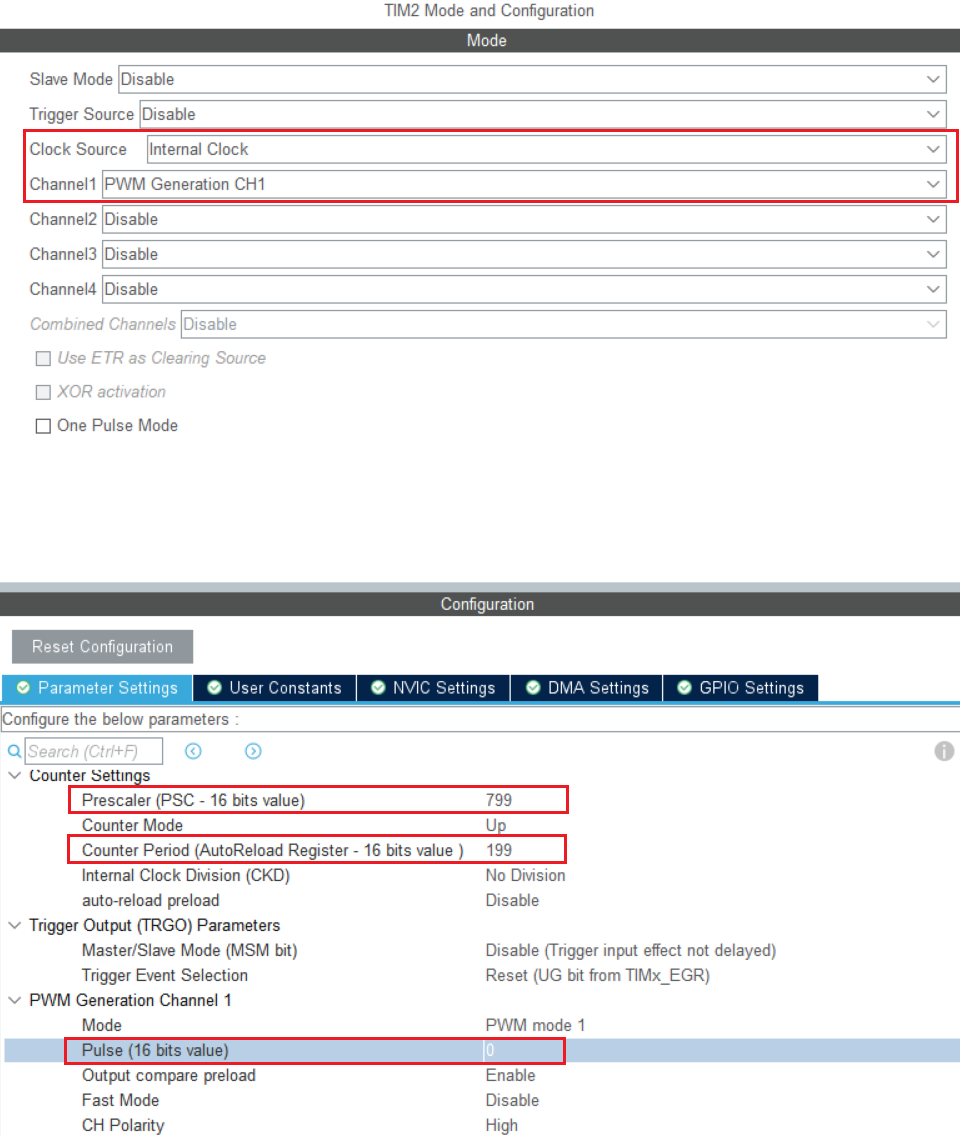 TIM2 Mode and Configuration
Mode
Slave Mode Disable
Trigger Source Disable
Clock Source Internal Clock
Channel1 PWM Generation CH1
Channel2 Disable
Channel3 Disable
Channel4 Disable
Combined Channels Disable
Use ETR as Clearing Source
XOR activation
One Pulse Mode
Configuration
Reset Configuration
Parameter Settings User Constants NVIC Settings DMA Settings GPIO Settings
Configure the below parameters :
Search (Ctrl+F)
Counter Settings
Prescaler (PSC - 16 bits value) 799
Counter Mode Up
Counter Period (AutoReload Register - 16 bits value ) 199
Internal Clock Division (CKD) No Division
auto-reload preload Disable
Trigger Output (TRGO) Parameters
Master/Slave Mode (MSM bit) Disable (Trigger input effect not delayed)
Trigger Event Selection Reset (UG bit from TIMx_EGR)
PWM Generation Channel 1
Mode PWM mode 1
Pulse (16 bits value) 0
Output compare preload Enable
Fast Mode Disable
CH Polarity High